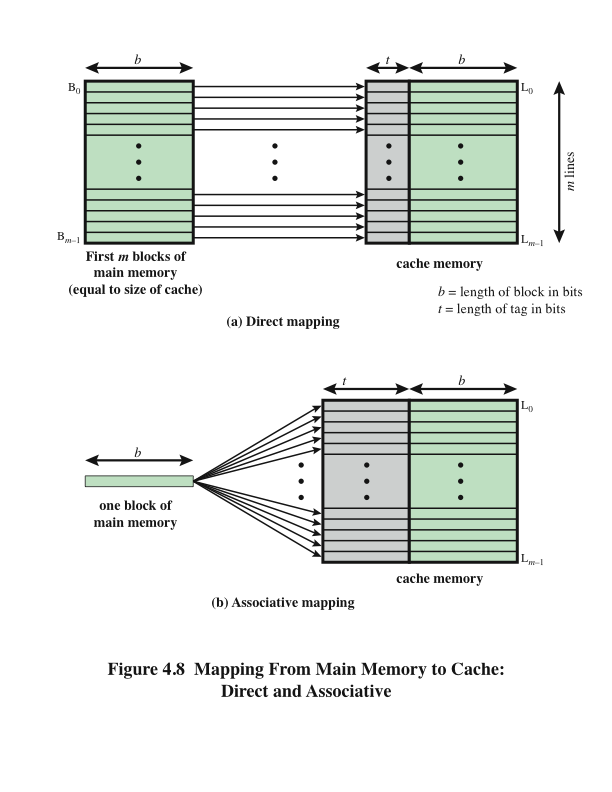 b
t
b
B0
L0
m lines
Bm–1
Lm–1
First m blocks of
main memory
(equal to size of cache)
cache memory
b = length of block in bits
t = length of tag in bits
(a) Direct mapping
t
b
L0
b
one block of
main memory
Lm–1
cache memory
(b) Associative mapping
Figure 4.8 Mapping From Main Memory to Cache:
Direct and Associative